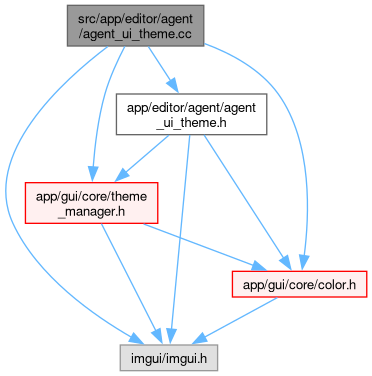 src/app/editor/agent
/agent_ui_theme.cc
app/editor/agent/agent
_ui_theme.h
app/gui/core/theme
_manager.h
app/gui/core/color.h
imgui/imgui.h